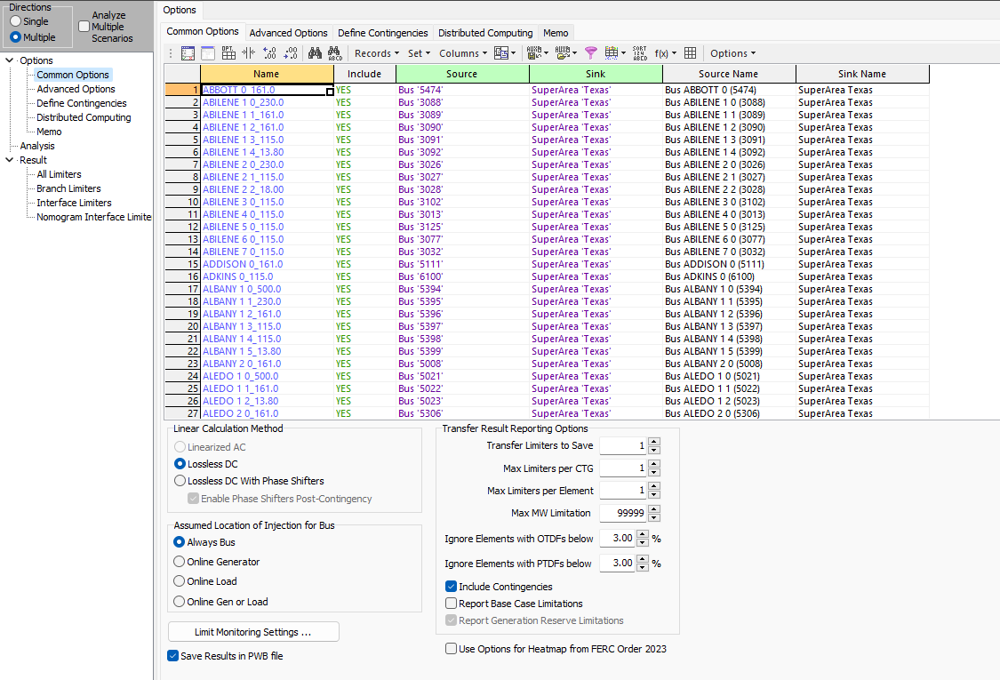 Directions
Single
Multiple
Analyze
Multiple
Scenarios
Options
Common Options
Advanced Options
Define Contingencies
Distributed Computing
Memo
Analysis
Result
All Limiters
Branch Limiters
Interface Limiters
Nomogram Interface Limite
Options
Common Options Advanced Options Define Contingencies Distributed Computing Memo
Records Set Columns AUXB AUXB SORT 124 ABCD f(x) Options
Name Include Source Sink Source Name Sink Name
1 ABBOTT 0_161.0 YES Bus '5474' SuperArea 'Texas' Bus ABBOTT 0 (5474) SuperArea Texas
2 ABILENE 1 0_230.0 YES Bus '3088' SuperArea 'Texas' Bus ABILENE 1 0 (3088) SuperArea Texas
3 ABILENE 1 1_161.0 YES Bus '3089' SuperArea 'Texas' Bus ABILENE 1 1 (3089) SuperArea Texas
4 ABILENE 1 2_161.0 YES Bus '3090' SuperArea 'Texas' Bus ABILENE 1 2 (3090) SuperArea Texas
5 ABILENE 1 3_115.0 YES Bus '3091' SuperArea 'Texas' Bus ABILENE 1 3 (3091) SuperArea Texas
6 ABILENE 1 4_13.80 YES Bus '3092' SuperArea 'Texas' Bus ABILENE 1 4 (3092) SuperArea Texas
7 ABILENE 2 0_230.0 YES Bus '3026' SuperArea 'Texas' Bus ABILENE 2 0 (3026) SuperArea Texas
8 ABILENE 2 1_115.0 YES Bus '3027' SuperArea 'Texas' Bus ABILENE 2 1 (3027) SuperArea Texas
9 ABILENE 2 2_18.00 YES Bus '3028' SuperArea 'Texas' Bus ABILENE 2 2 (3028) SuperArea Texas
10 ABILENE 3 0_115.0 YES Bus '3102' SuperArea 'Texas' Bus ABILENE 3 0 (3102) SuperArea Texas
11 ABILENE 4 0_115.0 YES Bus '3013' SuperArea 'Texas' Bus ABILENE 4 0 (3013) SuperArea Texas
12 ABILENE 5 0_115.0 YES Bus '3125' SuperArea 'Texas' Bus ABILENE 5 0 (3125) SuperArea Texas
13 ABILENE 6 0_115.0 YES Bus '3077' SuperArea 'Texas' Bus ABILENE 6 0 (3077) SuperArea Texas
14 ABILENE 7 0_115.0 YES Bus '3032' SuperArea 'Texas' Bus ABILENE 7 0 (3032) SuperArea Texas
15 ADDISON 0_161.0 YES Bus '5111' SuperArea 'Texas' Bus ADDISON 0 (5111) SuperArea Texas
16 ADKINS 0_115.0 YES Bus '6100' SuperArea 'Texas' Bus ADKINS 0 (6100) SuperArea Texas
17 ALBANY 1 0_500.0 YES Bus '5394' SuperArea 'Texas' Bus ALBANY 1 0 (5394) SuperArea Texas
18 ALBANY 1 1_230.0 YES Bus '5395' SuperArea 'Texas' Bus ALBANY 1 1 (5395) SuperArea Texas
19 ALBANY 1 2_161.0 YES Bus '5396' SuperArea 'Texas' Bus ALBANY 1 2 (5396) SuperArea Texas
20 ALBANY 1 3_115.0 YES Bus '5397' SuperArea 'Texas' Bus ALBANY 1 3 (5397) SuperArea Texas
21 ALBANY 1 4_115.0 YES Bus '5398' SuperArea 'Texas' Bus ALBANY 1 4 (5398) SuperArea Texas
22 ALBANY 1 5_13.80 YES Bus '5399' SuperArea 'Texas' Bus ALBANY 1 5 (5399) SuperArea Texas
23 ALBANY 2 0_161.0 YES Bus '5008' SuperArea 'Texas' Bus ALBANY 2 0 (5008) SuperArea Texas
24 ALEDO 1 0_500.0 YES Bus '5021' SuperArea 'Texas' Bus ALEDO 1 0 (5021) SuperArea Texas
25 ALEDO 1 1_161.0 YES Bus '5022' SuperArea 'Texas' Bus ALEDO 1 1 (5022) SuperArea Texas
26 ALEDO 1 2_13.80 YES Bus '5023' SuperArea 'Texas' Bus ALEDO 1 2 (5023) SuperArea Texas
27 ALEDO 2 0_161.0 YES Bus '5306' SuperArea 'Texas' Bus ALEDO 2 0 (5306) SuperArea Texas
Linear Calculation Method
Linearized AC
Lossless DC
Lossless DC With Phase Shifters
Enable Phase Shifters Post-Contingency
Assumed Location of Injection for Bus
Always Bus
Online Generator
Online Load
Online Gen or Load
Limit Monitoring Settings ...
Save Results in PWB file
Transfer Result Reporting Options
Transfer Limiters to Save 1
Max Limiters per CTG 1
Max Limiters per Element 1
Max MW Limitation 99999
Ignore Elements with OTDFs below 3.00 %
Ignore Elements with PTDFs below 3.00 %
Include Contingencies
Report Base Case Limitations
Report Generation Reserve Limitations
Use Options for Heatmap from FERC Order 2023